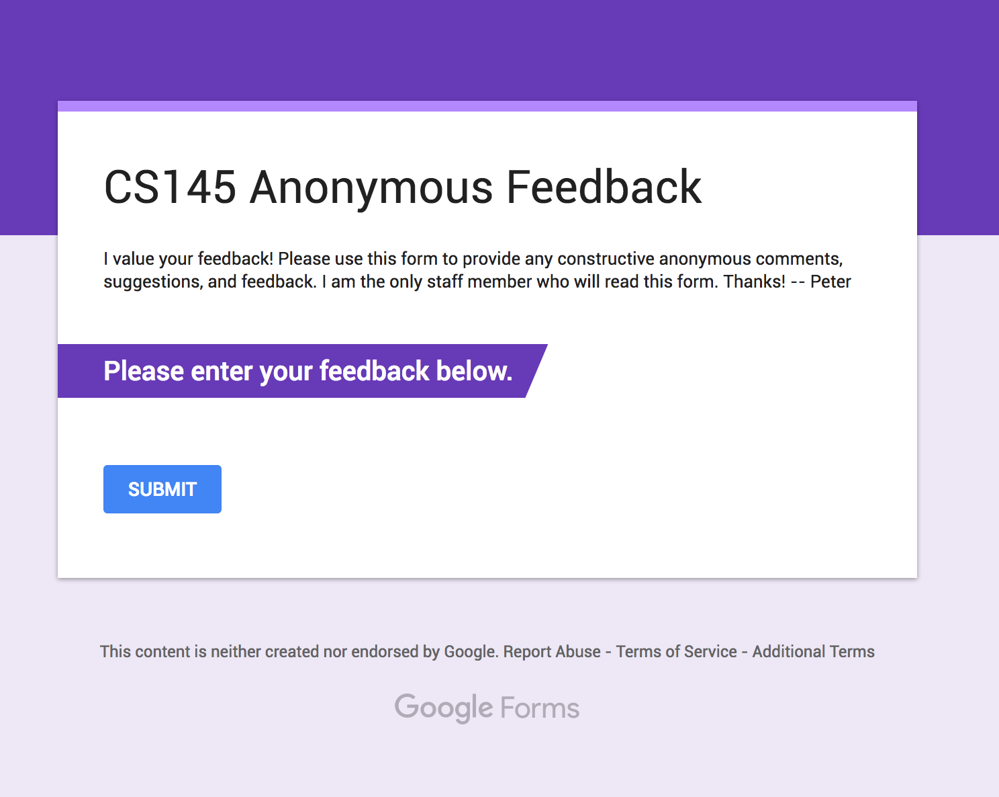 CS145 Anonymous Feedback
I value your feedback! Please use this form to provide any constructive anonymous comments,
suggestions, and feedback. I am the only staff member who will read this form. Thanks! -- Peter
Please enter your feedback below.
SUBMIT
This content is neither created nor endorsed by Google. Report Abuse - Terms of Service - Additional Terms
Google Forms